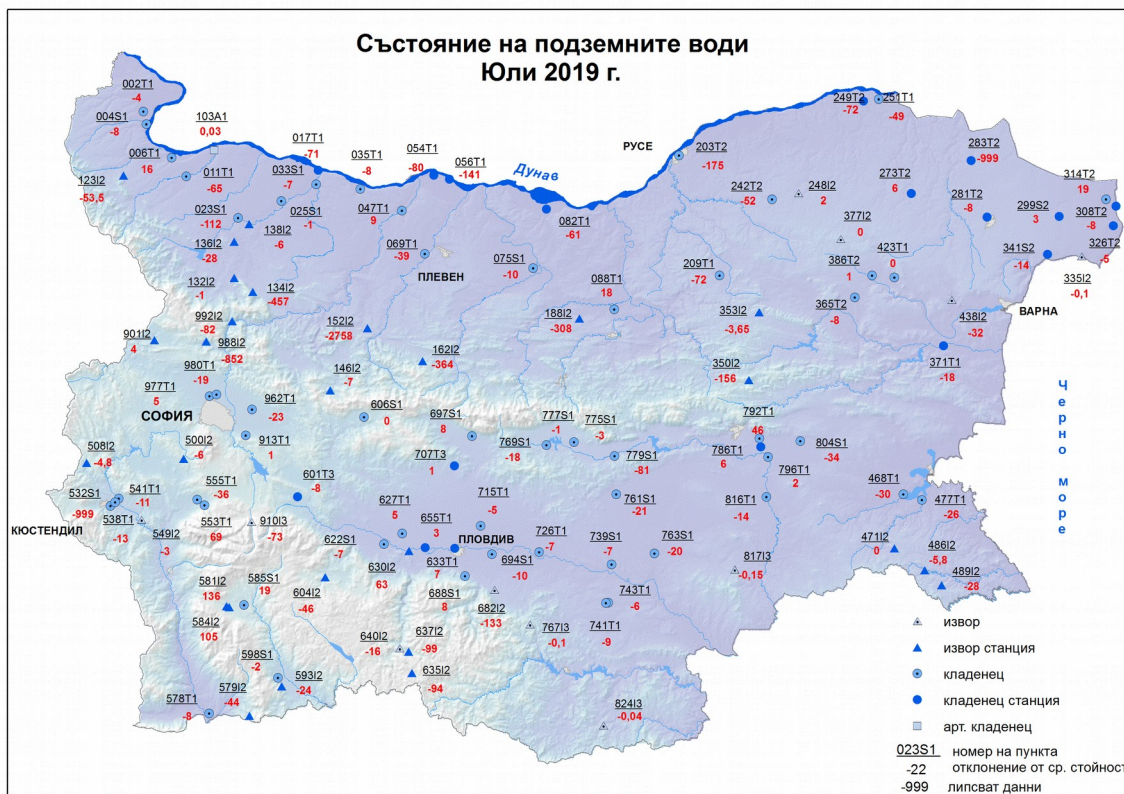 Състояние на подземните води
Юли 2019 г.
002T1
-4
004S1
-8
103A1
0,03
006T1
16
123I2
-53,5
011T1
-65
017T1
-71
033S1
-7
035T1
-8
054T1
-80
056T1
-141
Дунав
РУСЕ
203T2
-175
249T2
-72
251T1
-49
283T2
-999
023S1
-112
025S1
-1
047T1
9
082T1
-61
242T2
-52
248I2
2
273T2
6
314T2
19
281T2
-8
299S2
3
308T2
-8
326T2
-5
136I2
-28
138I2
-6
069T1
-39
ПЛЕВЕН
075S1
-10
088T1
18
209T1
-72
377I2
0
386T2
1
423T1
0
341S2
-14
335I2
-0,1
132I2
-1
134I2
-457
992I2
-82
152I2
-2758
188I2
-308
353I2
-3,65
365T2
-8
438I2
-32
ВАРНА
901I2
4
988I2
-852
162I2
-364
146I2
-7
350I2
-156
371T1
-18
980T1
-19
977T1
5
СОФИЯ
962T1
-23
606S1
0
697S1
8
777S1
-1
775S1
-3
792T1
46
Черно море
508I2
-4,8
500I2
-6
913T1
1
707T3
1
769S1
-18
779S1
-81
786T1
6
804S1
-34
796T1
2
532S1
-999
541T1
-11
555T1
-36
601T3
-8
627T1
5
715T1
-5
761S1
-21
816T1
-14
468T1
-30
477T1
-26
КЮСТЕНДИЛ
538T1
-13
549I2
-3
553T1
69
910I3
-73
622S1
-7
655T1
3
ПЛОВДИВ
726T1
-7
739S1
-7
763S1
-20
471I2
0
486I2
-5,8
581I2
136
585S1
19
604I2
-46
630I2
63
633T1
7
694S1
-10
817I3
-0,15
489I2
-28
584I2
105
688S1
8
682I2
-133
743T1
-6
741T1
-9
767I3
-0,1
598S1
-2
640I2
-16
637I2
-99
635I2
-94
593I2
-24
578T1
-8
579I2
-44
824I3
-0,04
извор
извор станция
кладенец
кладенец станция
арт. кладенец
023S1 номер на пункта
-22 отклонение от ср. стойност
-999 липсват данни